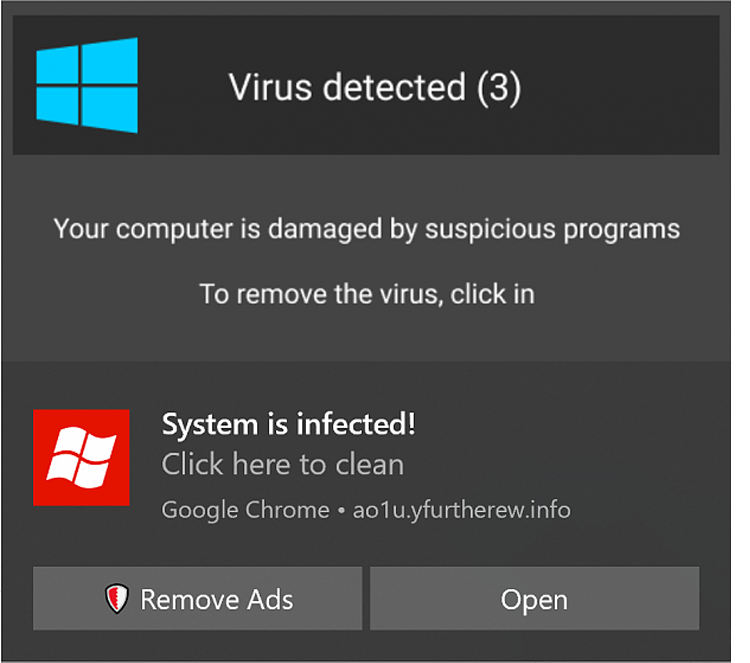 Virus detected (3)
Your computer is damaged by suspicious programs
To remove the virus, click in
System is infected!
Click here to clean
Google Chrome • ao1u.yfurtherew.info
Remove Ads
Open